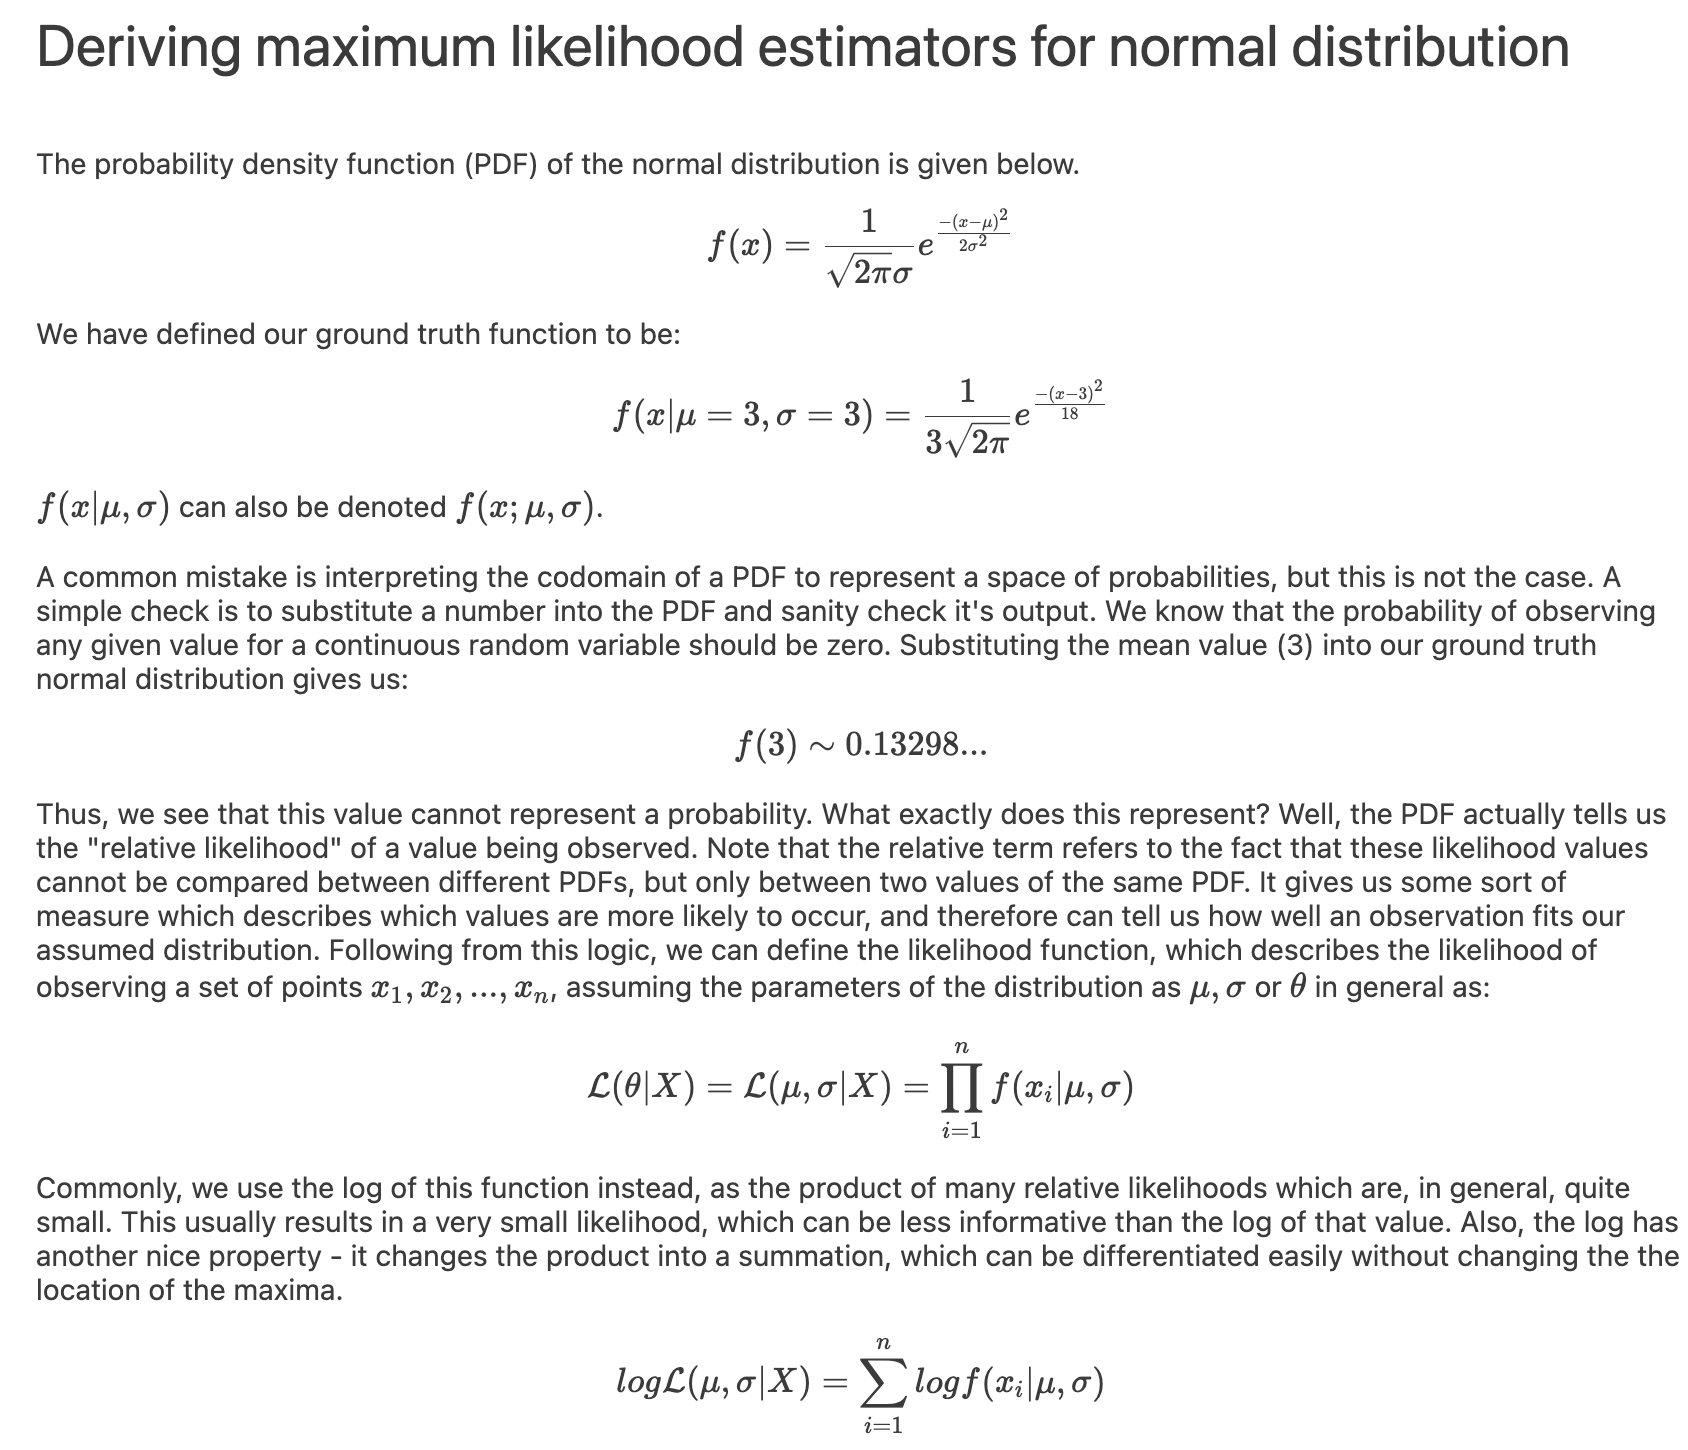 Deriving maximum likelihood estimators for normal distribution
The probability density function (PDF) of the normal distribution is given below.
f(x) = \frac{1}{\sqrt{2\pi}\sigma} e^{\frac{-(x-\mu)^2}{2\sigma^2}}
We have defined our ground truth function to be:
f(x|\mu = 3, \sigma = 3) = \frac{1}{3\sqrt{2\pi}} e^{\frac{-(x-3)^2}{18}}
f(x|μ, σ) can also be denoted f(x; μ, σ).
A common mistake is interpreting the codomain of a PDF to represent a space of probabilities, but this is not the case. A
simple check is to substitute a number into the PDF and sanity check it's output. We know that the probability of observing
any given value for a continuous random variable should be zero. Substituting the mean value (3) into our ground truth
normal distribution gives us:
f(3) ∼ 0.13298...
Thus, we see that this value cannot represent a probability. What exactly does this represent? Well, the PDF actually tells us
the "relative likelihood" of a value being observed. Note that the relative term refers to the fact that these likelihood values
cannot be compared between different PDFs, but only between two values of the same PDF. It gives us some sort of
measure which describes which values are more likely to occur, and therefore can tell us how well an observation fits our
assumed distribution. Following from this logic, we can define the likelihood function, which describes the likelihood of
observing a set of points x₁, x₂, ..., xₙ, assuming the parameters of the distribution as μ, σ or θ in general as:
\mathcal{L}(\theta|X) = \mathcal{L}(\mu, \sigma|X) = \prod_{i=1}^{n} f(x_i|\mu, \sigma)
Commonly, we use the log of this function instead, as the product of many relative likelihoods which are, in general, quite
small. This usually results in a very small likelihood, which can be less informative than the log of that value. Also, the log has
another nice property - it changes the product into a summation, which can be differentiated easily without changing the the
location of the maxima.
log\mathcal{L}(\mu, \sigma|X) = \sum_{i=1}^{n} logf(x_i|\mu, \sigma)